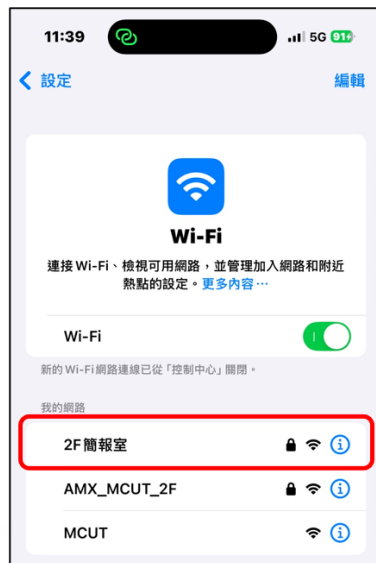 11:39 5G 91
設定 編輯
Wi-Fi
連接 Wi-Fi、檢視可用網路，並管理加入網路和附近
熱點的設定。更多內容…
Wi-Fi
新的 Wi-Fi 網路連線已從「控制中心」關閉。
我的網路
2F 簡報室
AMX_MCUT_2F
MCUT